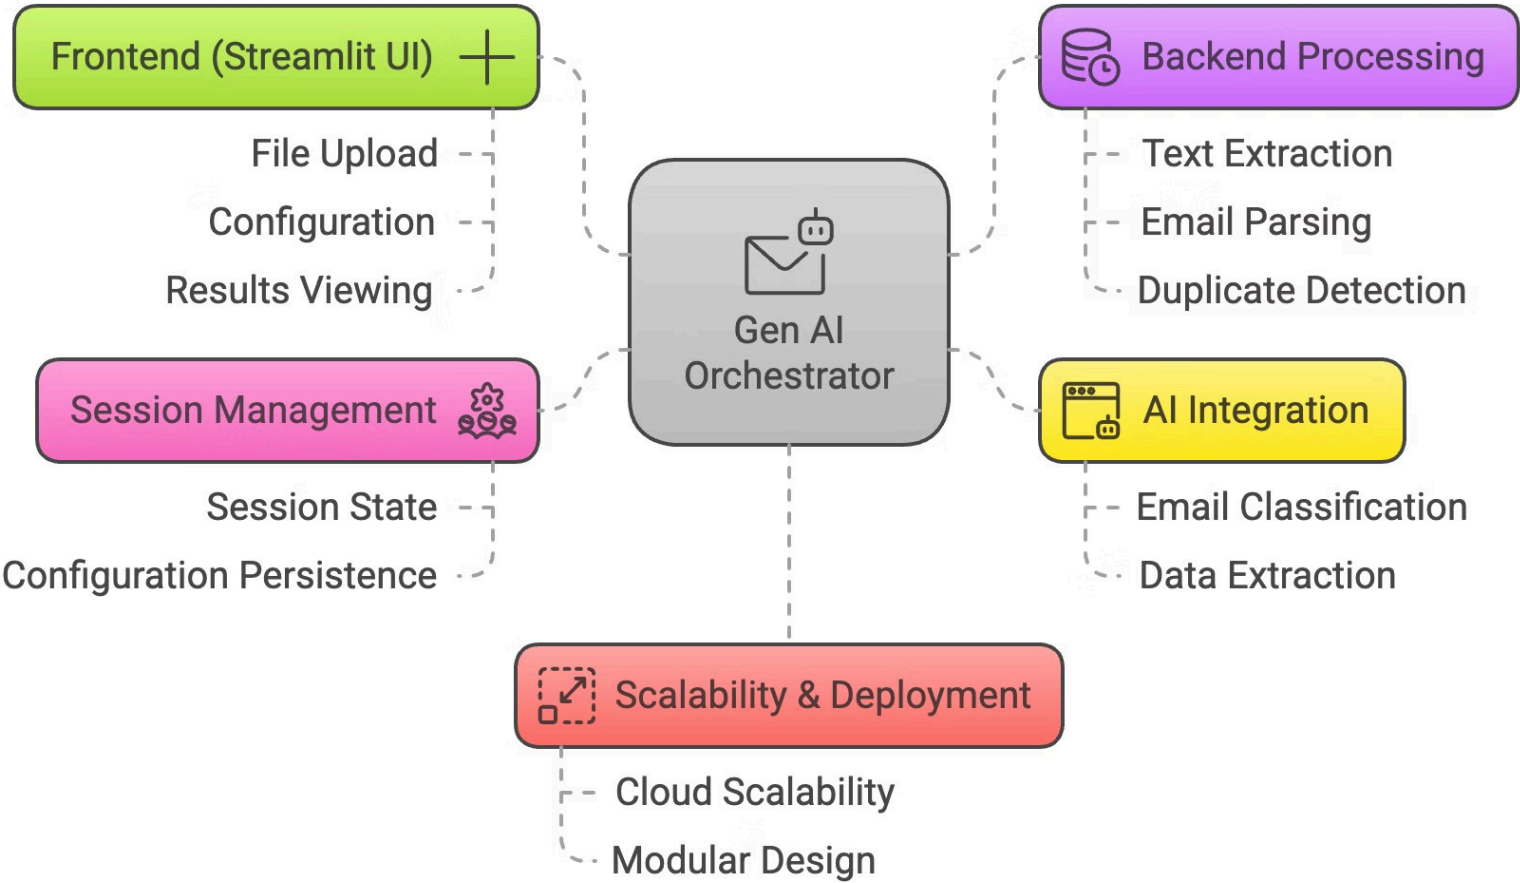 Frontend (Streamlit UI)
File Upload
Configuration
Results Viewing
Session Management
Session State
Configuration Persistence
Gen AI
Orchestrator
Backend Processing
Text Extraction
Email Parsing
Duplicate Detection
AI Integration
Email Classification
Data Extraction
Scalability & Deployment
Cloud Scalability
Modular Design